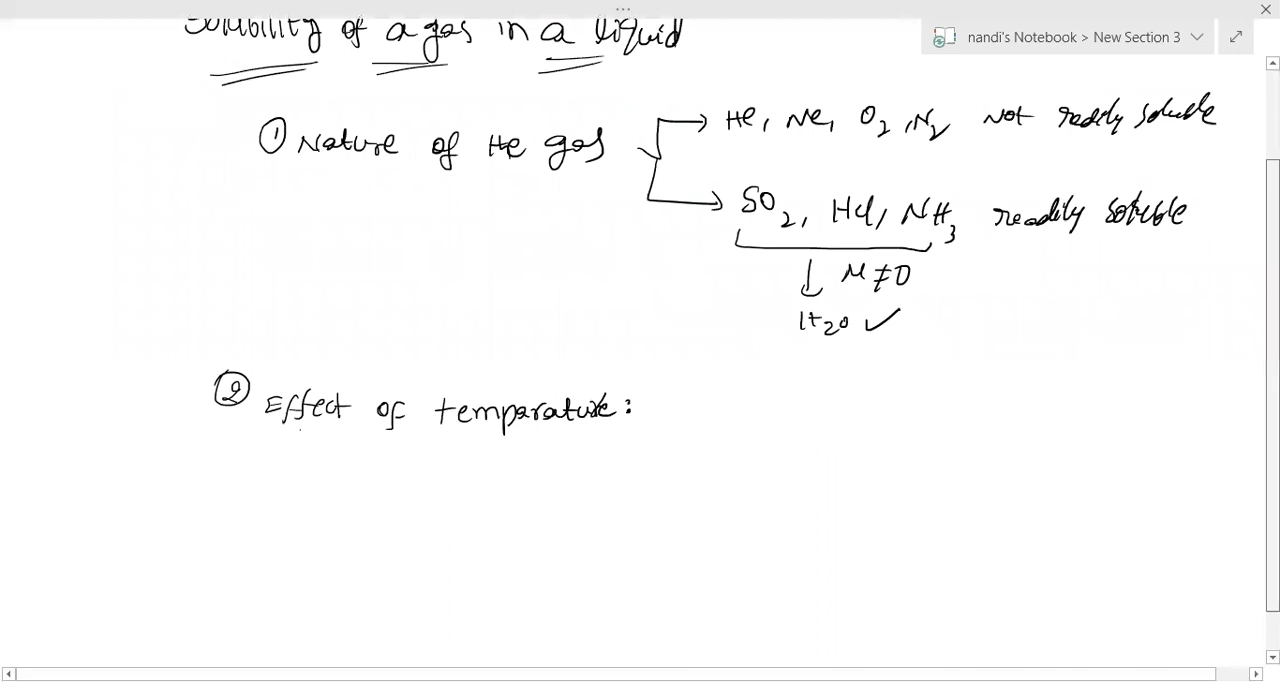 nandi's Notebook > New Section 3
Solubility of a gas in a liquid
① Nature of the gas
He, Ne, O2, N2 Not readily soluble
SO2, HCl, NH3 readily soluble
μ ≠ 0
H2O ✓
② Effect of temparature: